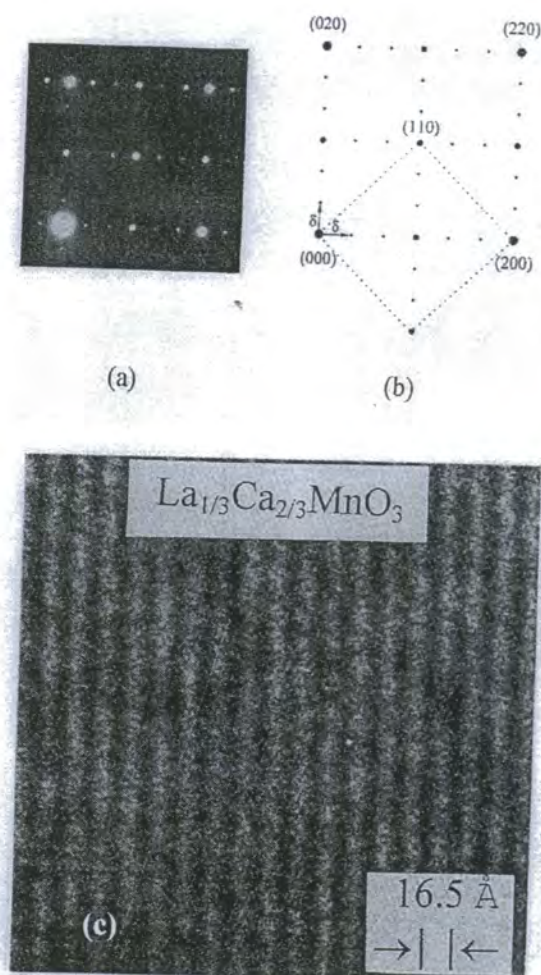 (020) (220)
(110)
δ
δ
(000) (200)
(a) (b)
La1/3Ca2/3MnO3
16.5 Å
(c)